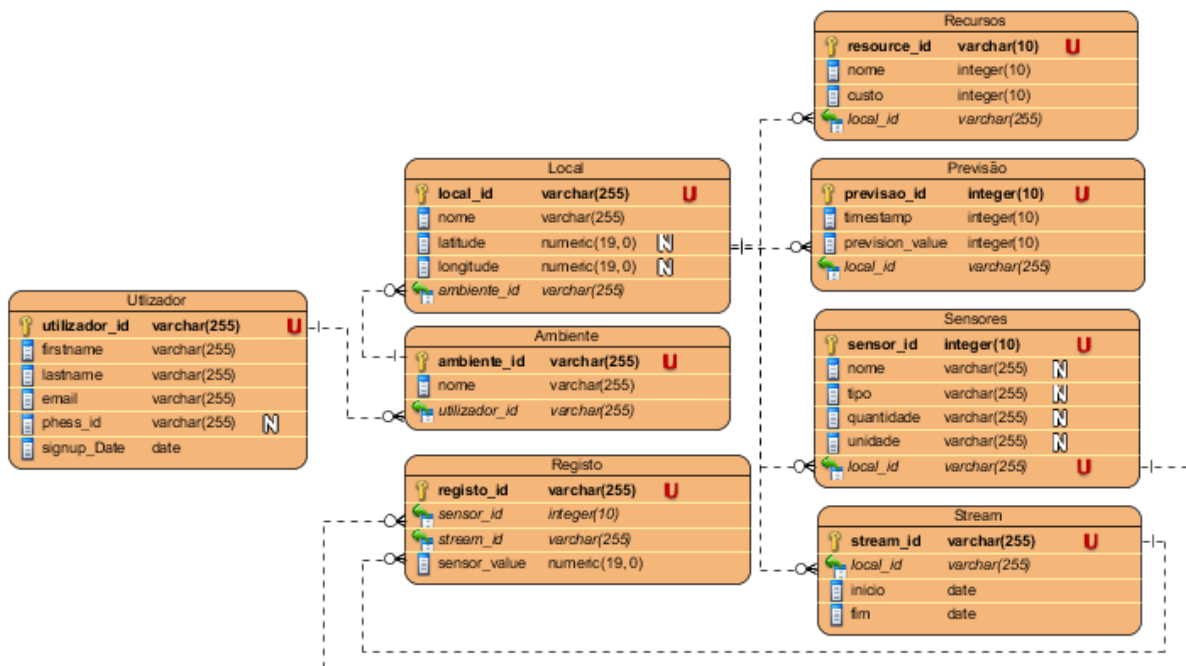 Recursos
resource_id varchar(10) U
nome integer(10)
custo integer(10)
local_id varchar(255)
Local
local_id varchar(255) U
nome varchar(255)
latitude numeric(19, 0) N
longitude numeric(19, 0) N
ambiente_id varchar(255)
Previsão
previsao_id integer(10) U
timestamp integer(10)
prevision_value integer(10)
local_id varchar(255)
Utlizador
utilizador_id varchar(255) U
firstname varchar(255)
lastname varchar(255)
email varchar(255)
phess_id varchar(255) N
signup_Date date
Ambiente
ambiente_id varchar(255) U
nome varchar(255)
utilizador_id varchar(255)
Sensores
sensor_id integer(10) U
nome varchar(255) N
tipo varchar(255) N
quantidade varchar(255) N
unidade varchar(255) N
local_id varchar(255) U
Registo
registo_id varchar(255) U
sensor_id integer(10)
stream_id varchar(255)
sensor_value numeric(19, 0)
Stream
stream_id varchar(255) U
local_id varchar(255)
inicio date
fim date